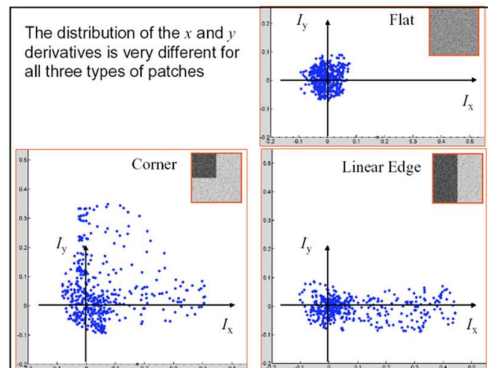 The distribution of the x and y
derivatives is very different for
all three types of patches
Flat
Iy
Ix
Corner
Iy
Ix
Linear Edge
Iy
Ix